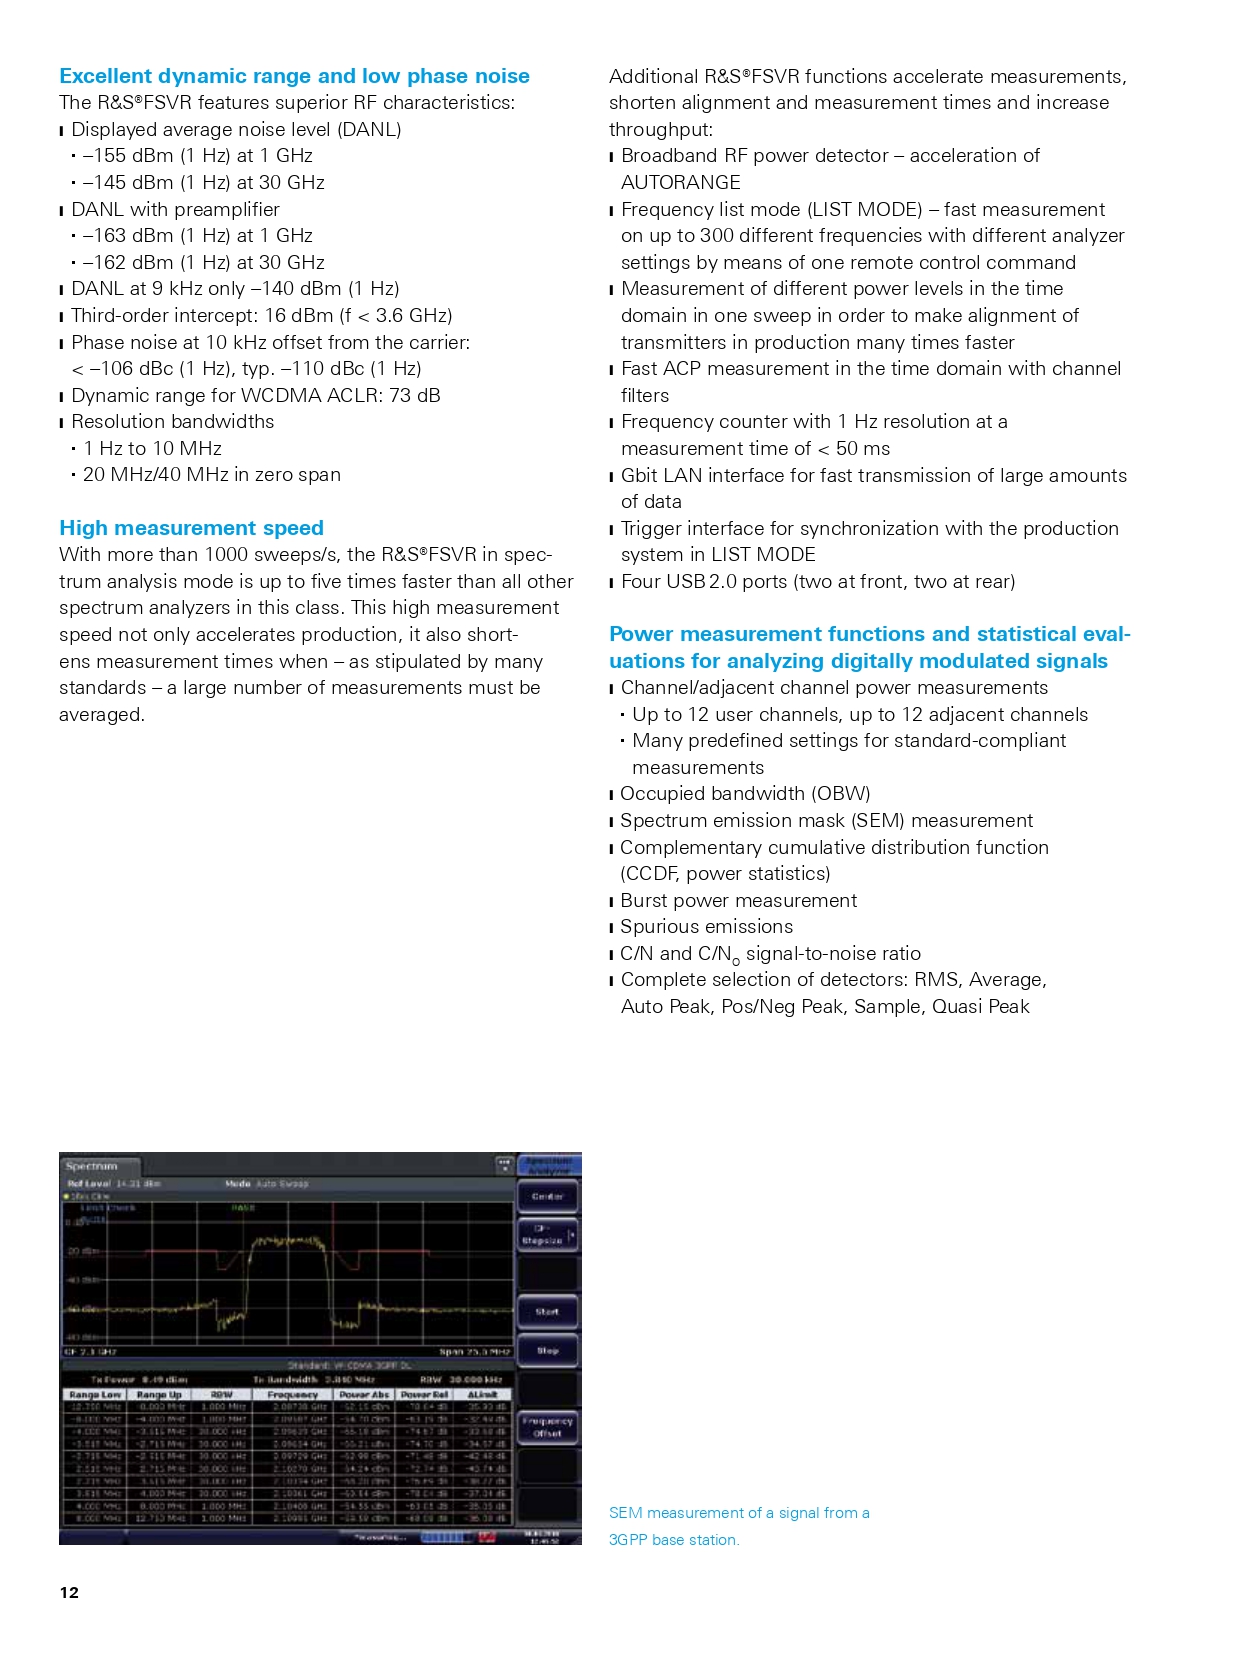 Excellent dynamic range and low phase noise
The R&S®FSVR features superior RF characteristics:
❙ Displayed average noise level (DANL)
· –155 dBm (1 Hz) at 1 GHz
· –145 dBm (1 Hz) at 30 GHz
❙ DANL with preamplifier
· –163 dBm (1 Hz) at 1 GHz
· –162 dBm (1 Hz) at 30 GHz
❙ DANL at 9 kHz only –140 dBm (1 Hz)
❙ Third-order intercept: 16 dBm (f < 3.6 GHz)
❙ Phase noise at 10 kHz offset from the carrier:
< –106 dBc (1 Hz), typ. –110 dBc (1 Hz)
❙ Dynamic range for WCDMA ACLR: 73 dB
❙ Resolution bandwidths
· 1 Hz to 10 MHz
· 20 MHz/40 MHz in zero span
High measurement speed
With more than 1000 sweeps/s, the R&S®FSVR in spec-
trum analysis mode is up to five times faster than all other
spectrum analyzers in this class. This high measurement
speed not only accelerates production, it also short-
ens measurement times when – as stipulated by many
standards – a large number of measurements must be
averaged.
Additional R&S®FSVR functions accelerate measurements,
shorten alignment and measurement times and increase
throughput:
❙ Broadband RF power detector – acceleration of
AUTORANGE
❙ Frequency list mode (LIST MODE) – fast measurement
on up to 300 different frequencies with different analyzer
settings by means of one remote control command
❙ Measurement of different power levels in the time
domain in one sweep in order to make alignment of
transmitters in production many times faster
❙ Fast ACP measurement in the time domain with channel
filters
❙ Frequency counter with 1 Hz resolution at a
measurement time of < 50 ms
❙ Gbit LAN interface for fast transmission of large amounts
of data
❙ Trigger interface for synchronization with the production
system in LIST MODE
❙ Four USB 2.0 ports (two at front, two at rear)
Power measurement functions and statistical eval-
uations for analyzing digitally modulated signals
❙ Channel/adjacent channel power measurements
· Up to 12 user channels, up to 12 adjacent channels
· Many predefined settings for standard-compliant
measurements
❙ Occupied bandwidth (OBW)
❙ Spectrum emission mask (SEM) measurement
❙ Complementary cumulative distribution function
(CCDF, power statistics)
❙ Burst power measurement
❙ Spurious emissions
❙ C/N and C/N₀ signal-to-noise ratio
❙ Complete selection of detectors: RMS, Average,
Auto Peak, Pos/Neg Peak, Sample, Quasi Peak
Spectrum
Ref Level
Mode Auto Sweep
Center
CF-
Stepsize
Start
Stop
Frequency
Offset
CF 2.1 GHz
Span 25.5 MHz
Standard: W-CDMA 3GPP DL
Tx Power
Tx Bandwidth 3.840 MHz
RBW 30.000 kHz
Range Low Range Up RBW Frequency Power Abs Power Rel ΔLimit
SEM measurement of a signal from a
3GPP base station.
12